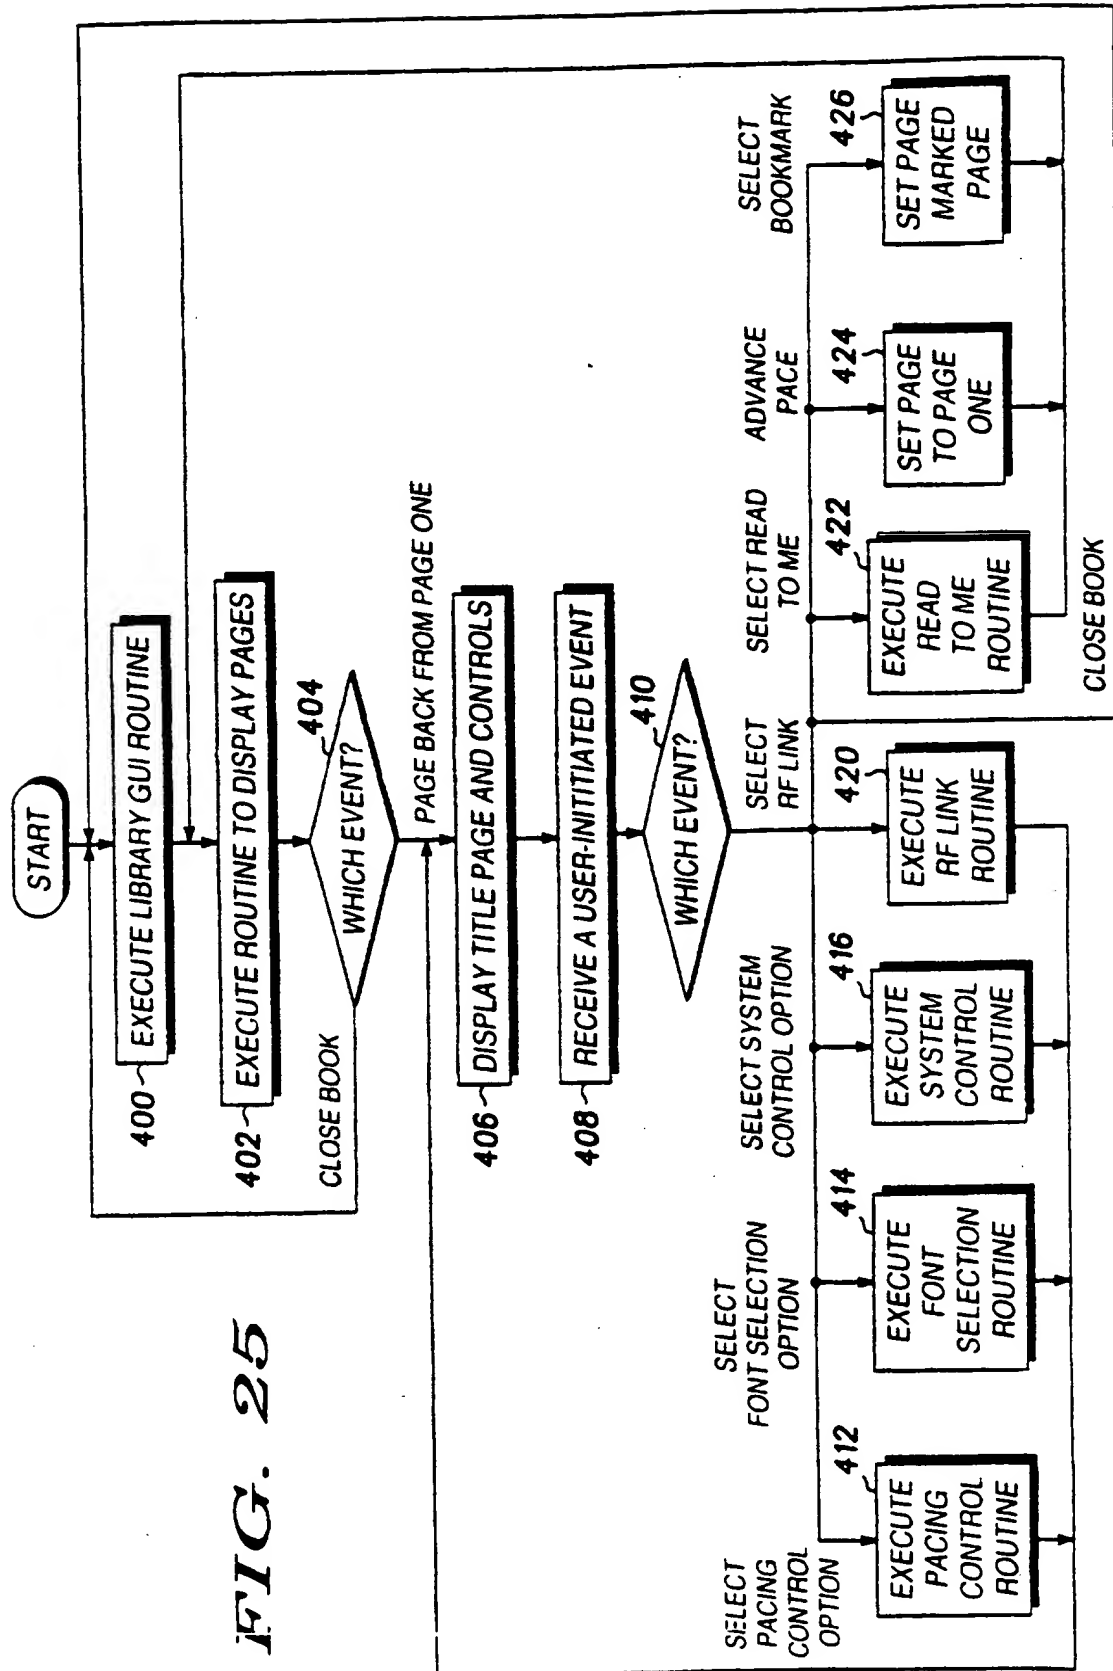 FIG. 25
START
400
EXECUTE LIBRARY GUI ROUTINE
402
EXECUTE ROUTINE TO DISPLAY PAGES
404
WHICH EVENT?
CLOSE BOOK
PAGE BACK FROM PAGE ONE
406
DISPLAY TITLE PAGE AND CONTROLS
408
RECEIVE A USER-INITITIATED EVENT
410
WHICH EVENT?
SELECT
PACING
CONTROL
OPTION
412
EXECUTE
PACING
CONTROL
ROUTINE
SELECT
FONT SELECTION
OPTION
414
EXECUTE
FONT
SELECTION
ROUTINE
SELECT SYSTEM
CONTROL OPTION
416
EXECUTE
SYSTEM
CONTROL
ROUTINE
SELECT
RF LINK
420
EXECUTE
RF LINK
ROUTINE
SELECT READ
TO ME
422
EXECUTE
READ
TO ME
ROUTINE
ADVANCE
PACE
424
SET PAGE
TO PAGE
ONE
SELECT
BOOKMARK
426
SET PAGE
MARKED
PAGE
CLOSE BOOK